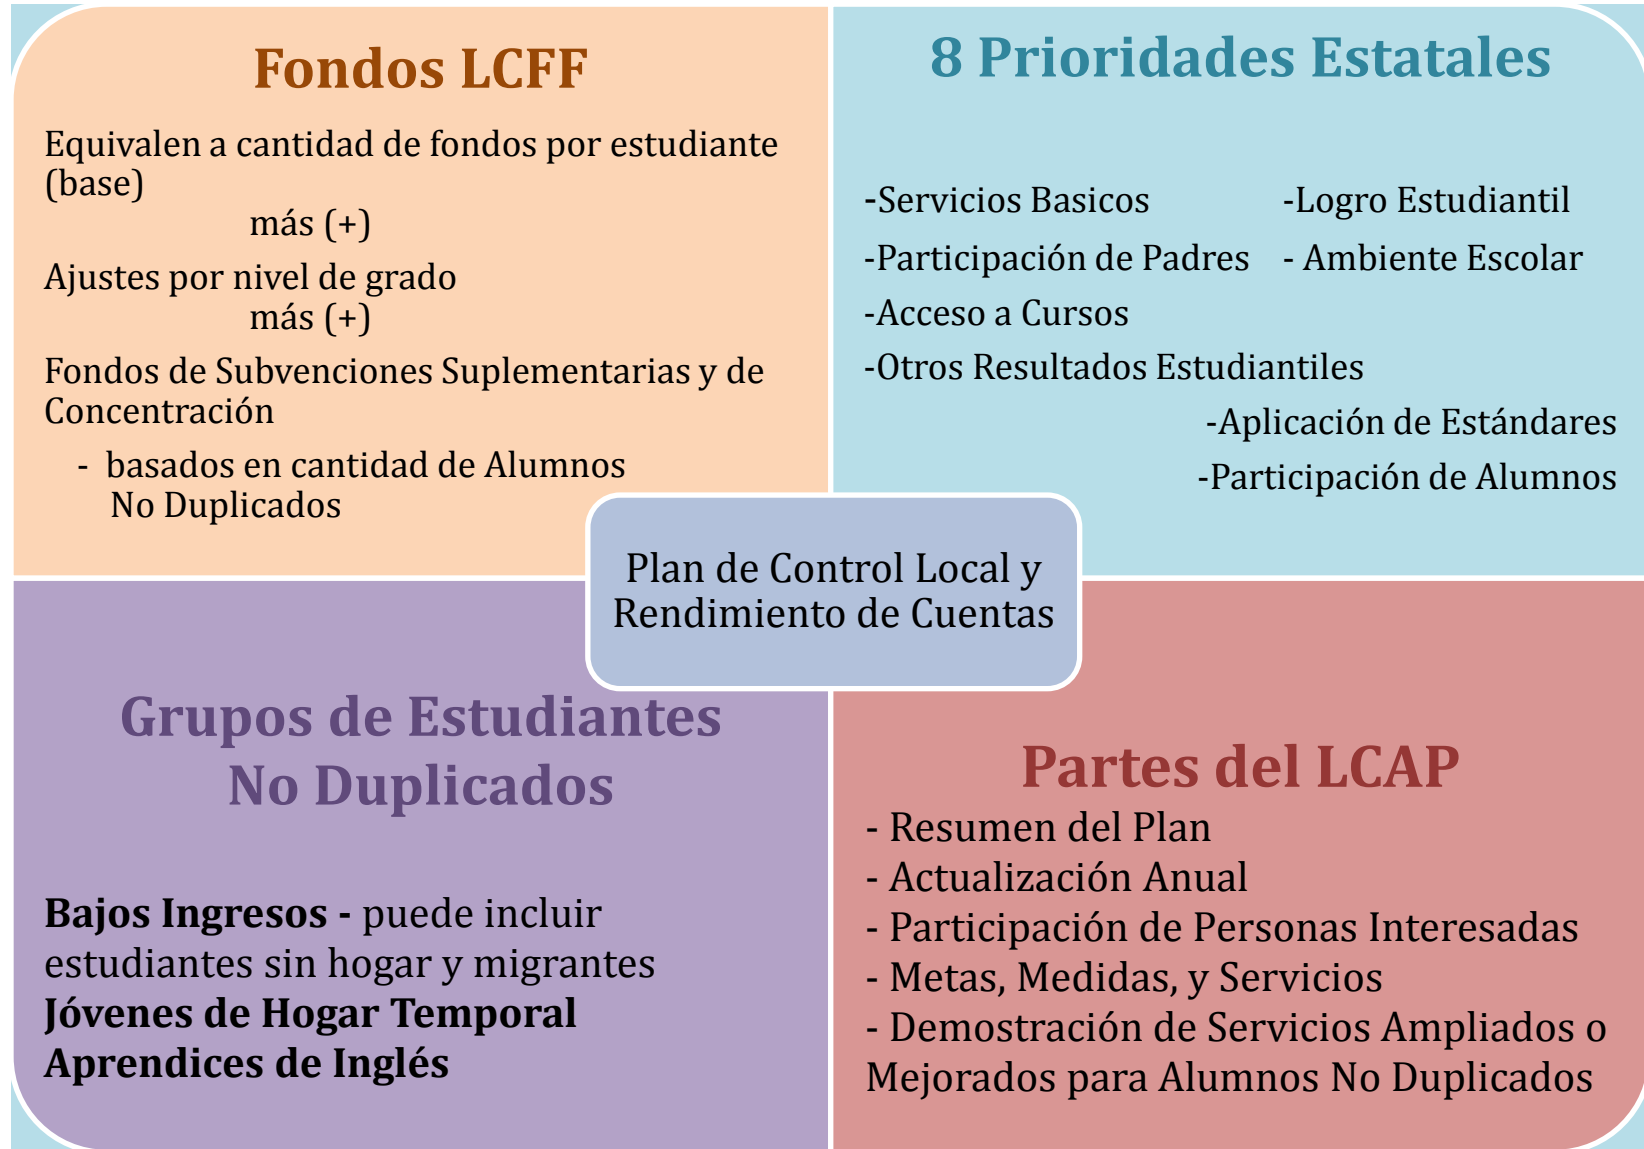 Fondos LCFF
Equivalen a cantidad de fondos por estudiante
(base)
más (+)
Ajustes por nivel de grado
más (+)
Fondos de Subvenciones Suplementarias y de
Concentración
- basados en cantidad de Alumnos
No Duplicados
8 Prioridades Estatales
-Servicios Basicos -Logro Estudiantil
-Participación de Padres - Ambiente Escolar
-Acceso a Cursos
-Otros Resultados Estudiantiles
-Aplicación de Estándares
-Participación de Alumnos
Plan de Control Local y
Rendimiento de Cuentas
Grupos de Estudiantes
No Duplicados
Bajos Ingresos - puede incluir
estudiantes sin hogar y migrantes
Jóvenes de Hogar Temporal
Aprendices de Inglés
Partes del LCAP
- Resumen del Plan
- Actualización Anual
- Participación de Personas Interesadas
- Metas, Medidas, y Servicios
- Demostración de Servicios Ampliados o
Mejorados para Alumnos No Duplicados